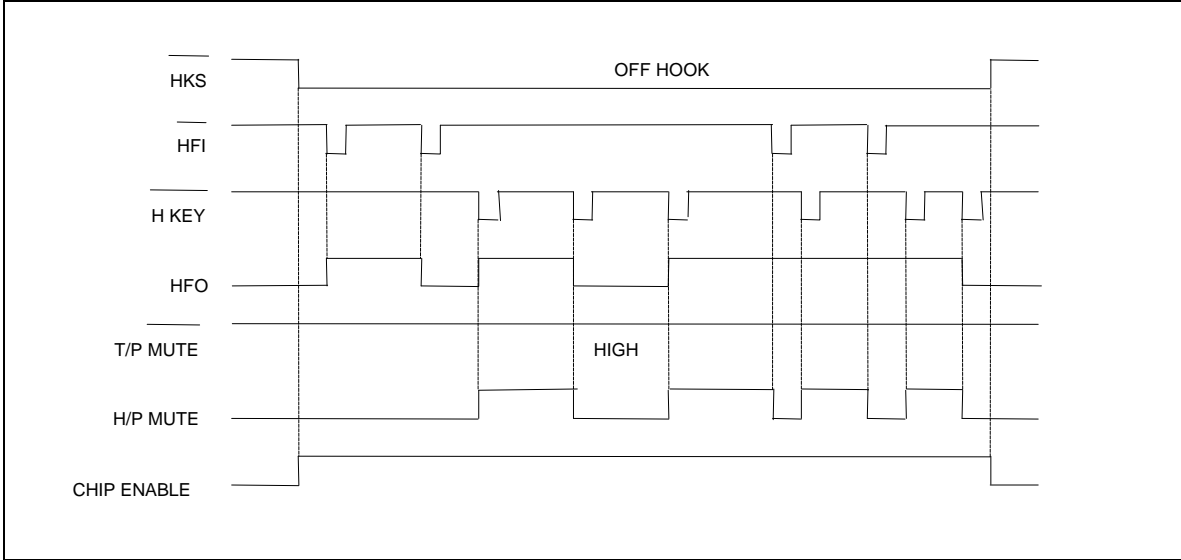 HKS
OFF HOOK
HFI
H KEY
HFO
T/P MUTE
HIGH
H/P MUTE
CHIP ENABLE